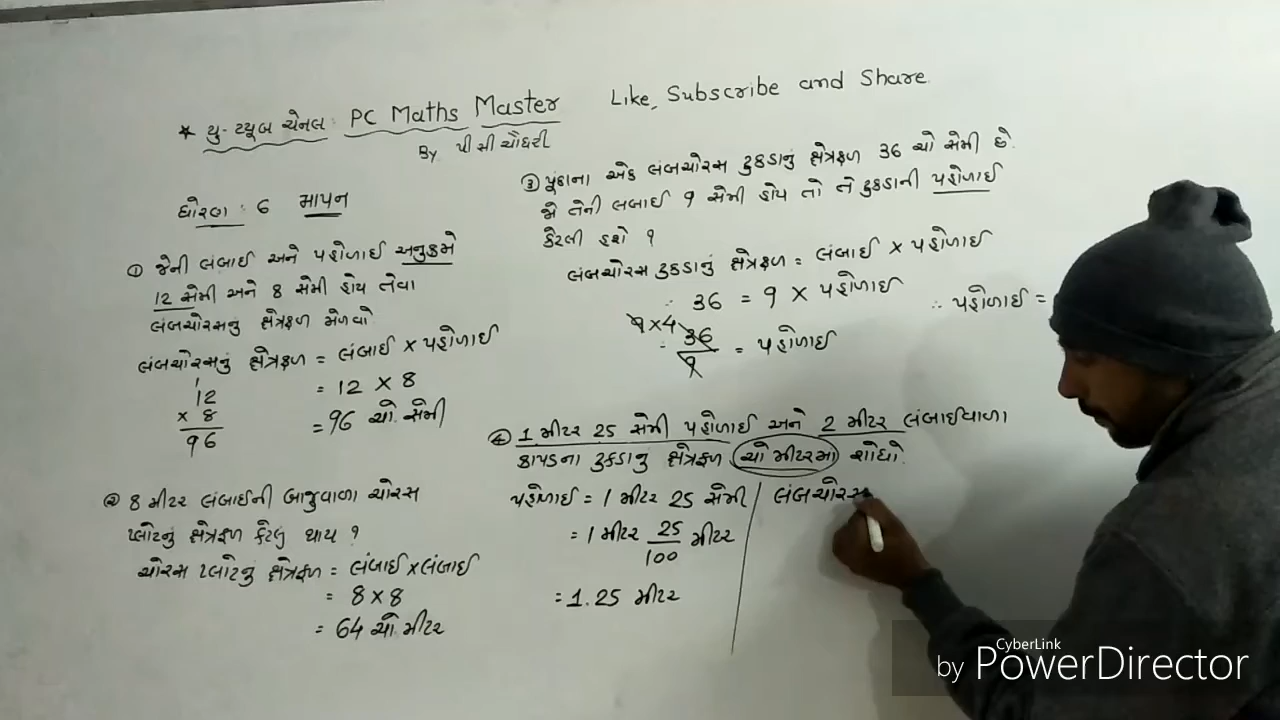 * યુ-ટ્યૂબ ચેનલ: PC Maths Master Like, Subscribe and Share
By પી સી ચૌધરી
ધોરણ : 6 માપન
① જેની લંબાઈ અને પહોળાઈ અનુક્રમે
12 સેમી અને 8 સેમી હોય તેવા
લંબચોરસનું ક્ષેત્રફળ મેળવો
લંબચોરસનું ક્ષેત્રફળ = લંબાઈ × પહોળાઈ
= 12 × 8
= 96 ચો. સેમી
1
12
× 8
96
② 8 મીટર લંબાઈની બાજુવાળા ચોરસ
પ્લોટનું ક્ષેત્રફળ કેટલુ થાય ?
ચોરસ પ્લોટનું ક્ષેત્રફળ = લંબાઈ × લંબાઈ
= 8 × 8
= 64 ચો મીટર
③ પૂંઠાના એક લંબચોરસ ટુકડાનું ક્ષેત્રફળ 36 ચો સેમી છે.
જો તેની લબાઈ 9 સેમી હોય તો તે ટુકડાની પહોળાઈ
કેટલી હશે ?
લંબચોરસ ટુકડાનું ક્ષેત્રફળ = લંબાઈ × પહોળાઈ
∴ 36 = 9 × પહોળાઈ
9×4
∴ 36
9 = પહોળાઈ
∴ પહોળાઈ =
④ 1 મીટર 25 સેમી પહોળાઈ અને 2 મીટર લંબાઈવાળા
કાપડના ટુકડાનુ ક્ષેત્રફળ ચો મીટરમાં શોધો.
પહોળાઈ = 1 મીટર 25 સેમી
= 1 મીટર 25/100 મીટર
= 1.25 મીટર
લંબચોરસ
CyberLink
by PowerDirector